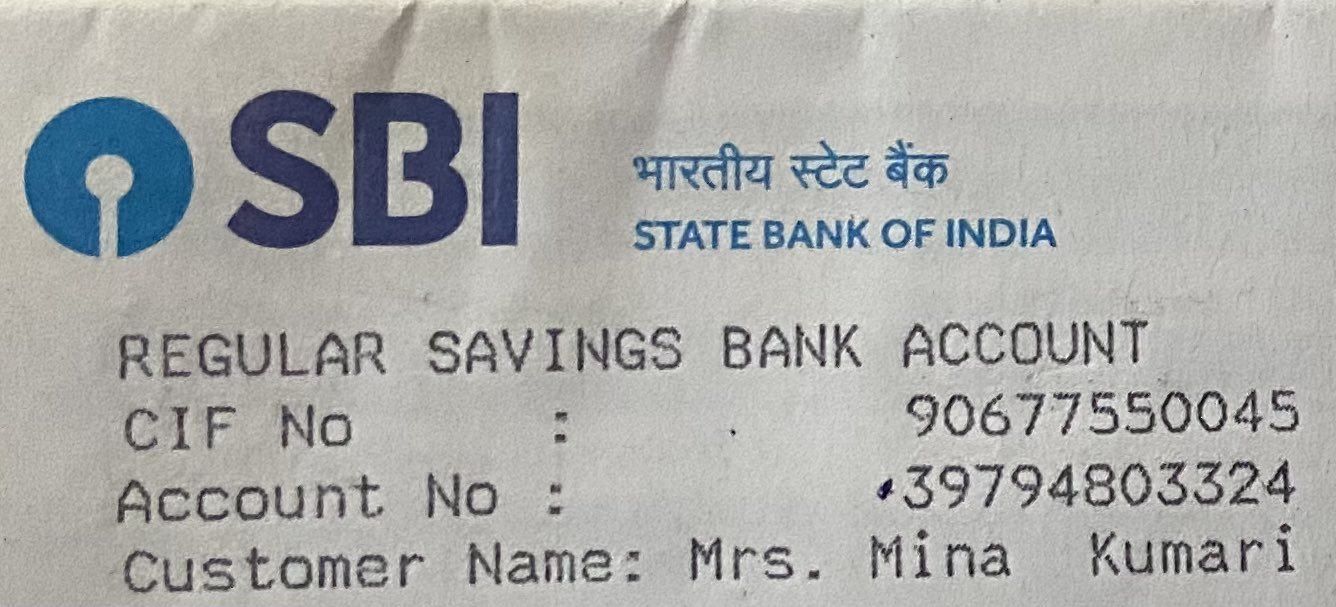 SBI
भारतीय स्टेट बैंक
STATE BANK OF INDIA
REGULAR SAVINGS BANK ACCOUNT
CIF No : 90677550045
Account No : 39794803324
Customer Name: Mrs. Mina Kumari